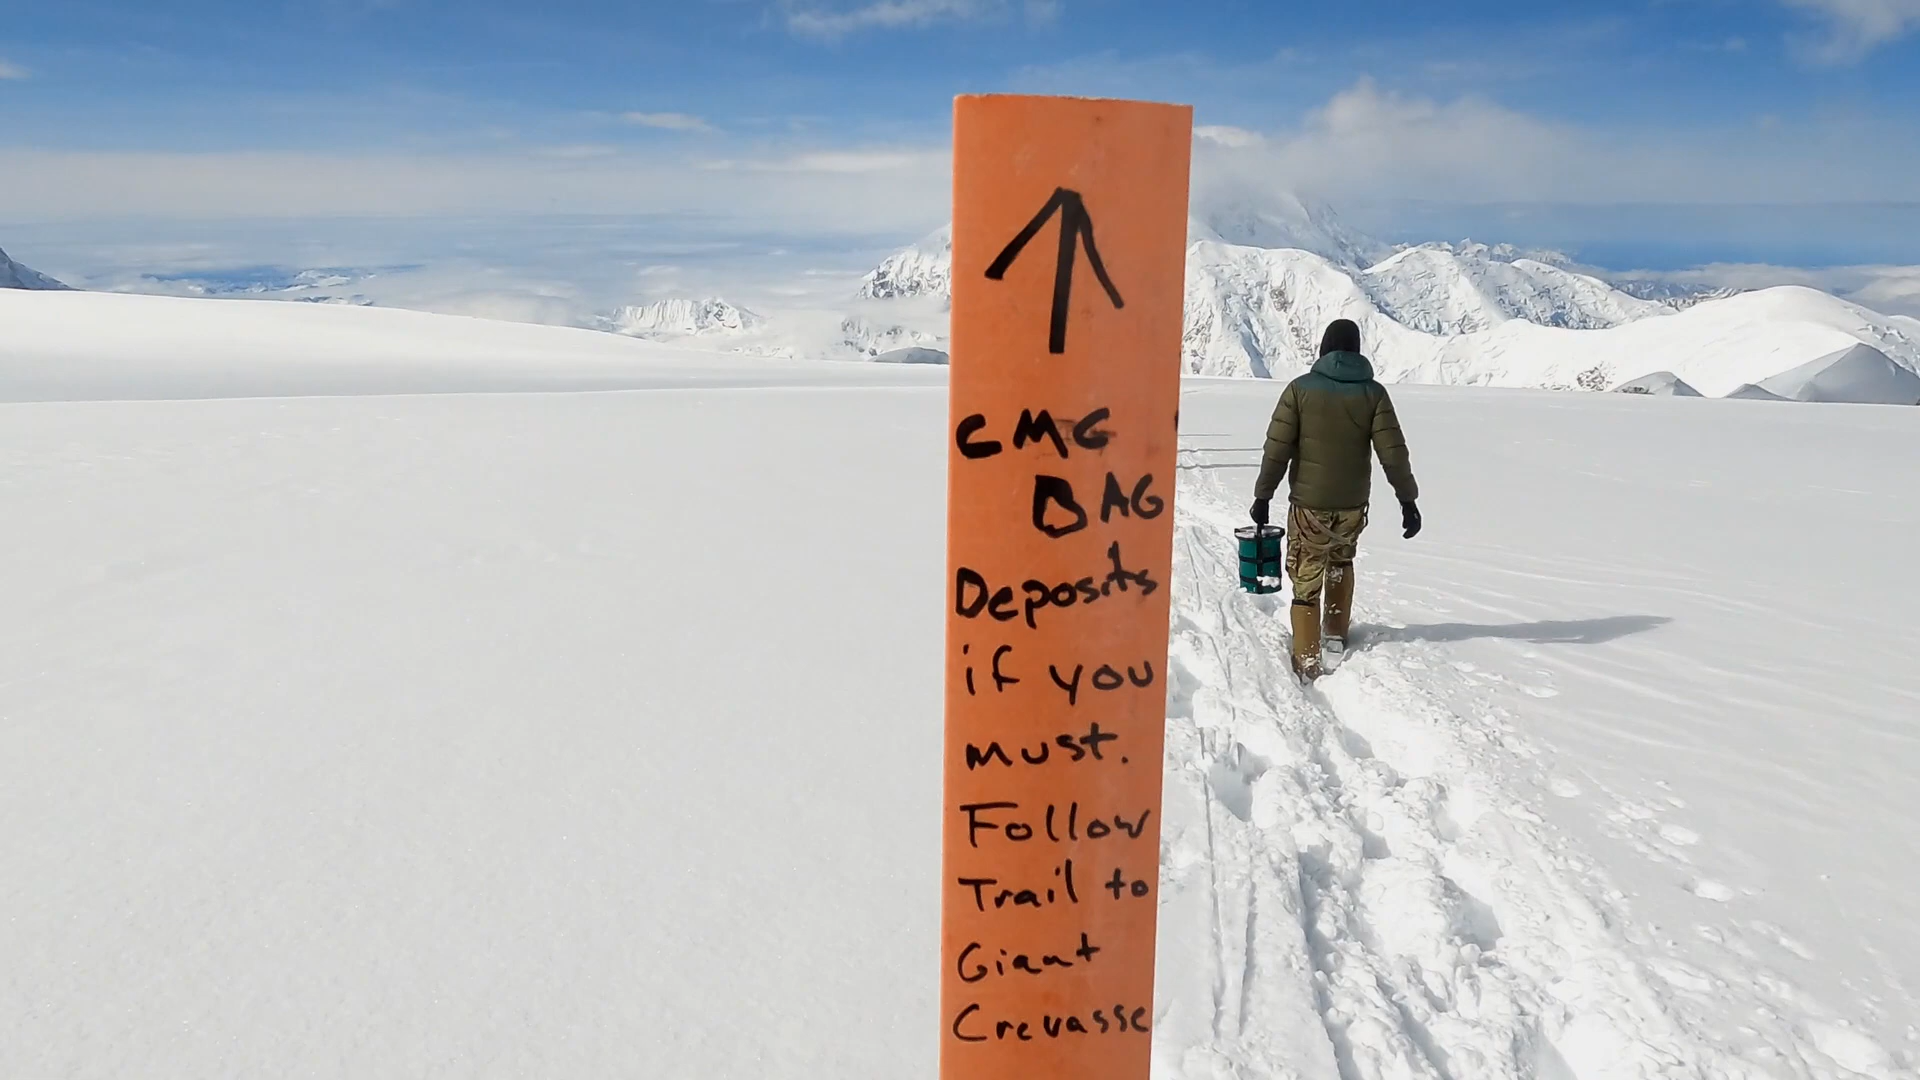 CMC
BAG
Deposits
if you
must.
Follow
Trail to
Giant
Crevasse